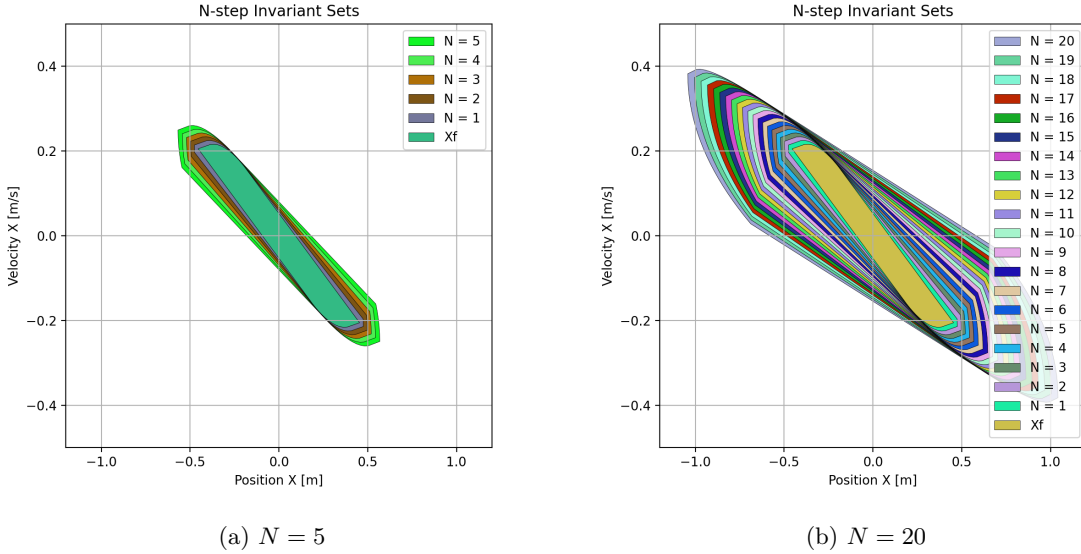 N-step Invariant Sets
Velocity X [m/s]
0.4
0.2
0.0
−0.2
−0.4
N = 5
N = 4
N = 3
N = 2
N = 1
Xf
−1.0
−0.5
0.0
0.5
1.0
Position X [m]
(a) N = 5
N-step Invariant Sets
Velocity X [m/s]
0.4
0.2
0.0
−0.2
−0.4
N = 20
N = 19
N = 18
N = 17
N = 16
N = 15
N = 14
N = 13
N = 12
N = 11
N = 10
N = 9
N = 8
N = 7
N = 6
N = 5
N = 4
N = 3
N = 2
N = 1
Xf
−1.0
−0.5
0.0
0.5
1.0
Position X [m]
(b) N = 20